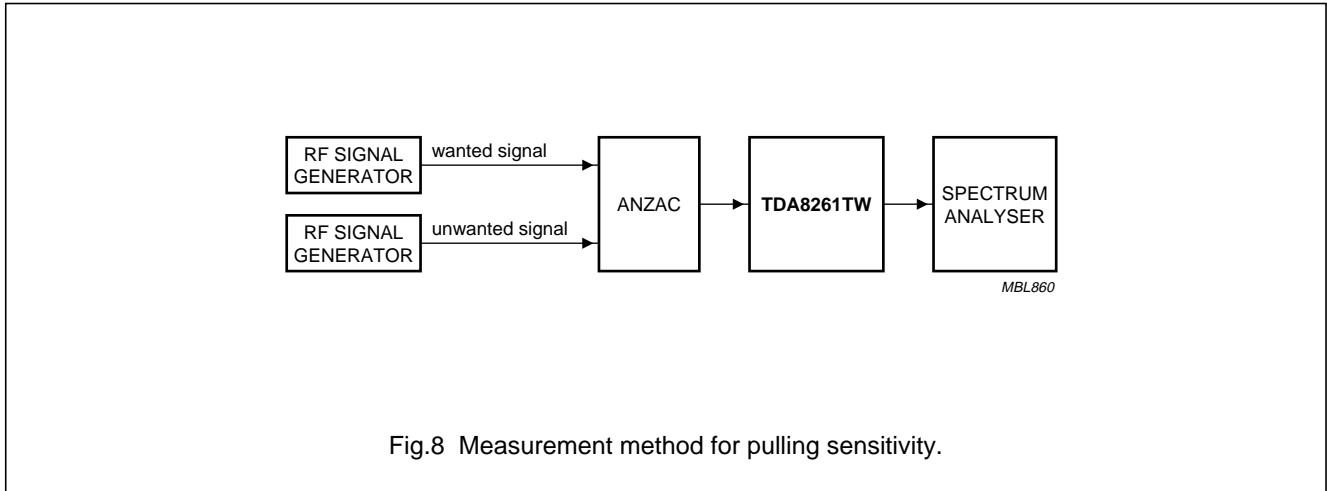 RF SIGNAL
GENERATOR
wanted signal
RF SIGNAL
GENERATOR
unwanted signal
ANZAC
TDA8261TW
SPECTRUM
ANALYSER
MBL860
Fig.8 Measurement method for pulling sensitivity.